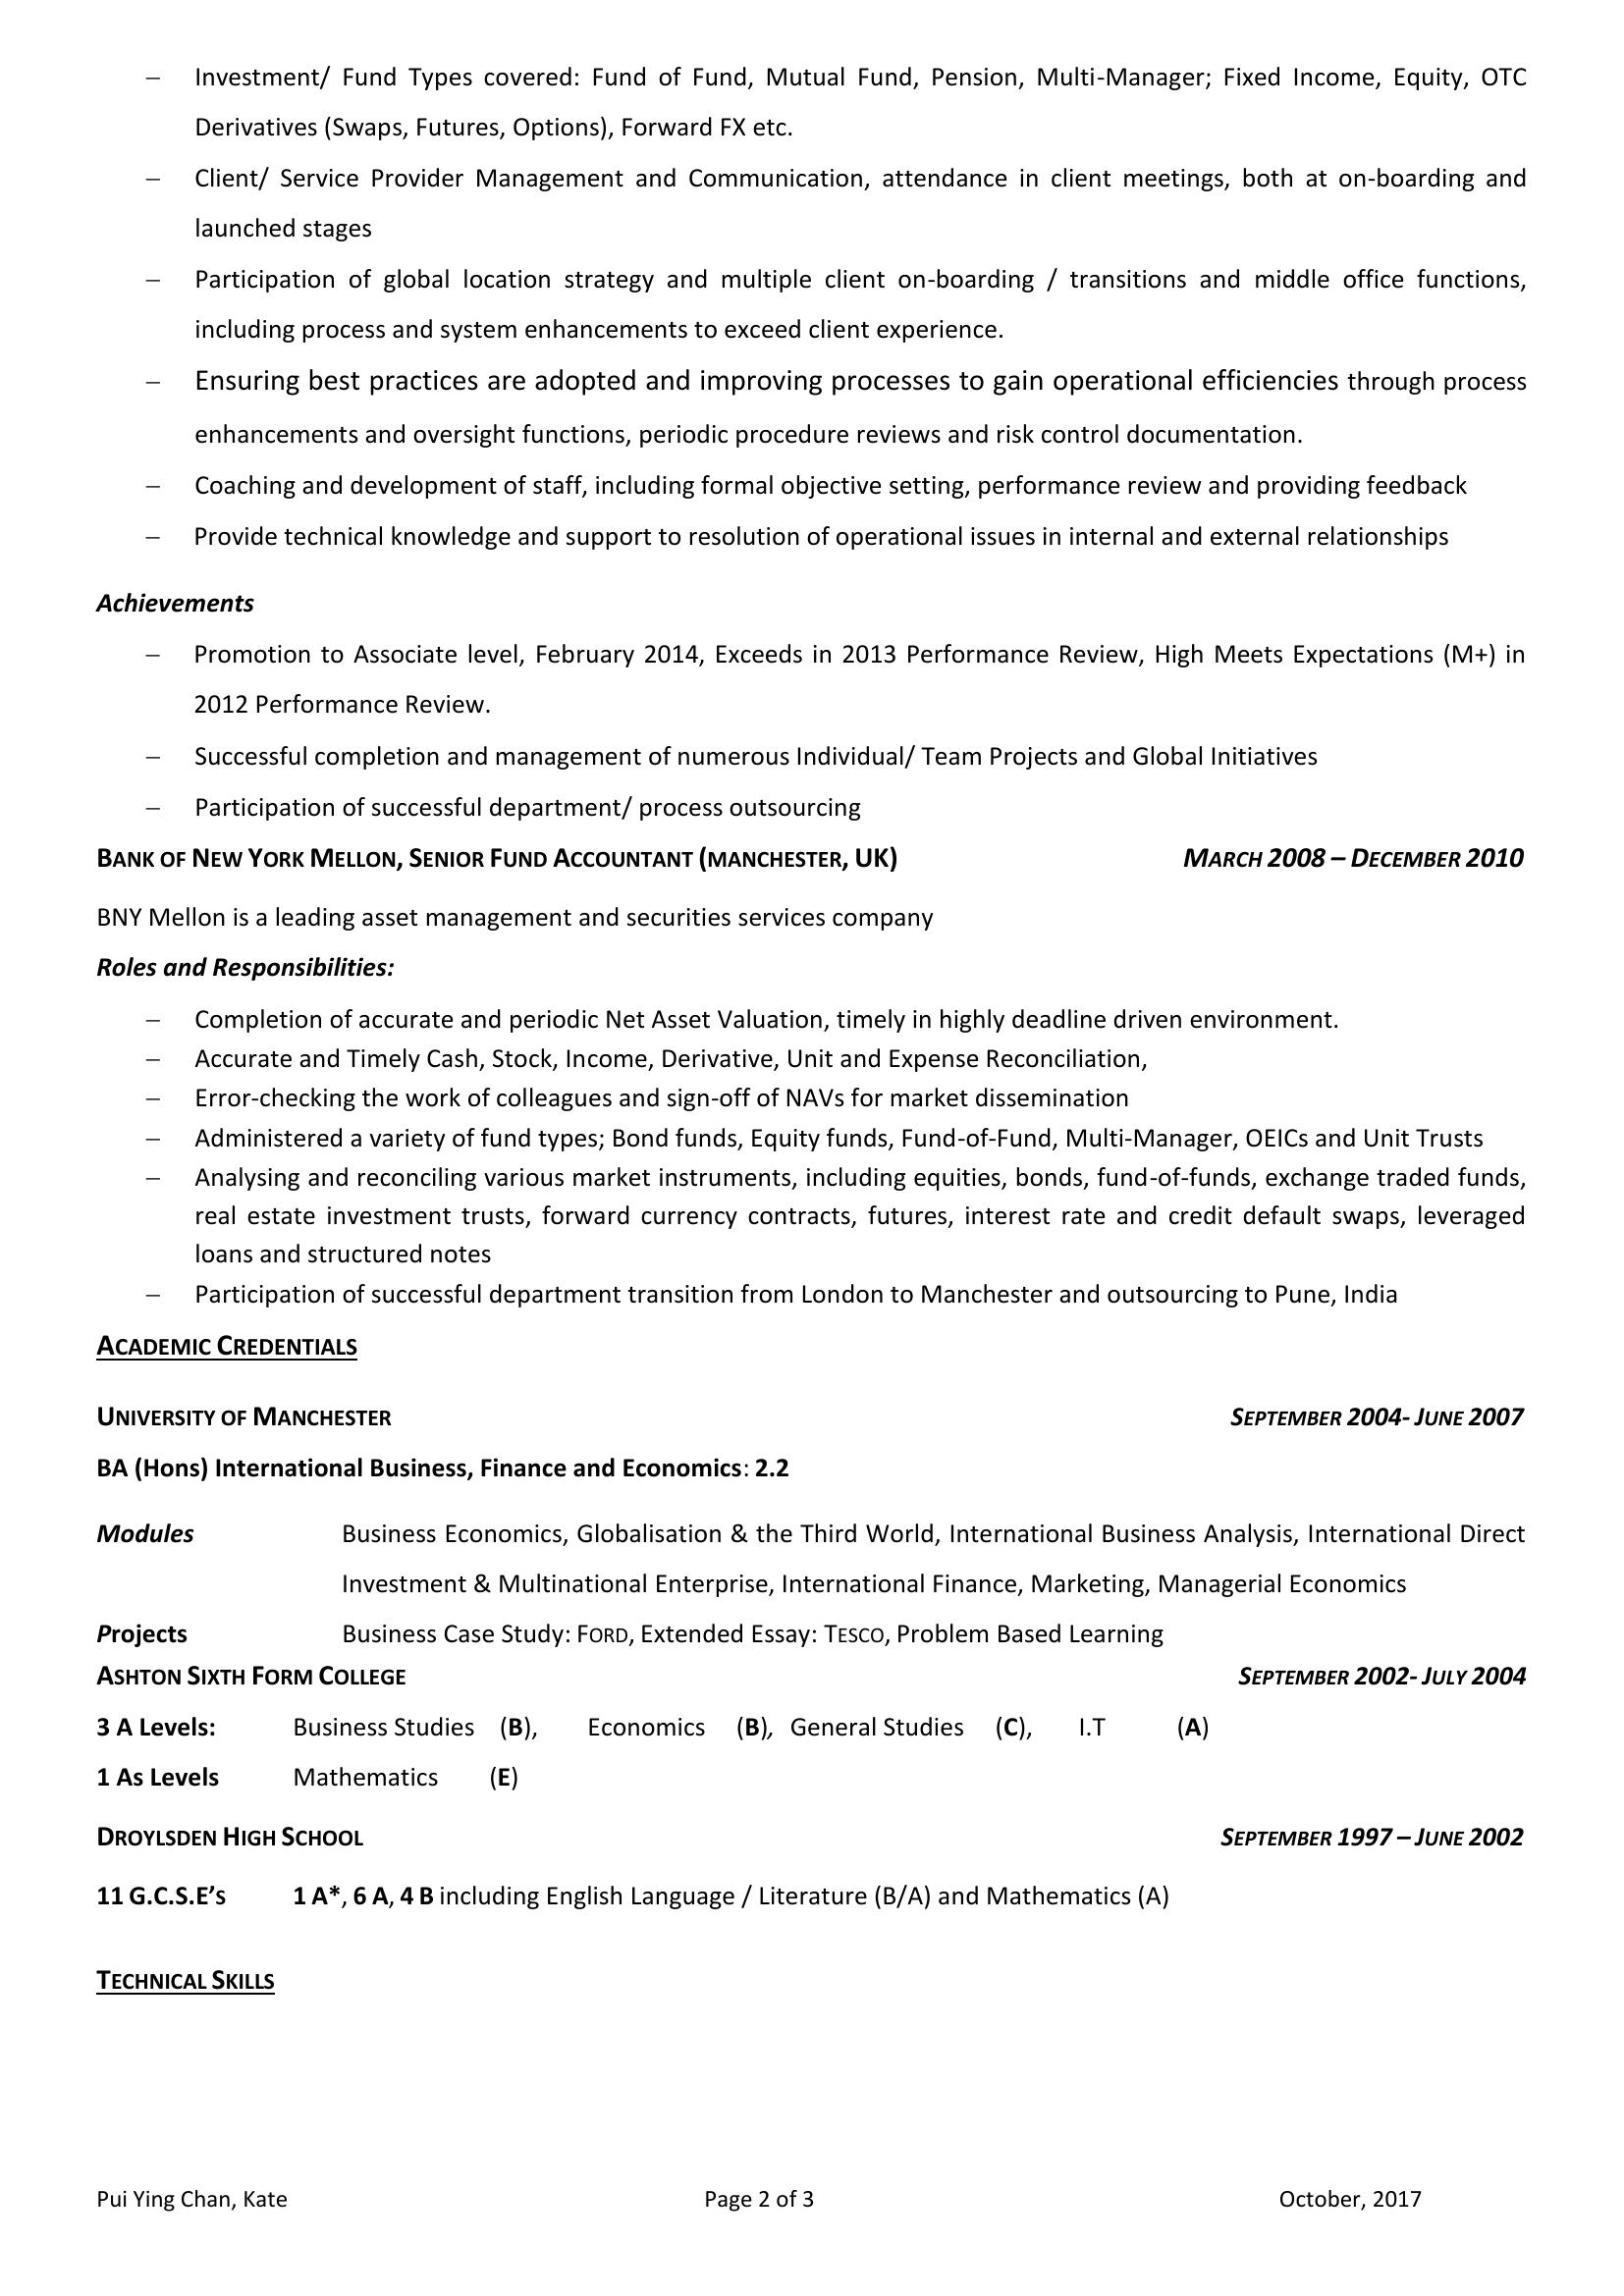 – Investment/ Fund Types covered: Fund of Fund, Mutual Fund, Pension, Multi-Manager; Fixed Income, Equity, OTC
Derivatives (Swaps, Futures, Options), Forward FX etc.
– Client/ Service Provider Management and Communication, attendance in client meetings, both at on-boarding and
launched stages
– Participation of global location strategy and multiple client on-boarding / transitions and middle office functions,
including process and system enhancements to exceed client experience.
– Ensuring best practices are adopted and improving processes to gain operational efficiencies through process
enhancements and oversight functions, periodic procedure reviews and risk control documentation.
– Coaching and development of staff, including formal objective setting, performance review and providing feedback
– Provide technical knowledge and support to resolution of operational issues in internal and external relationships
Achievements
– Promotion to Associate level, February 2014, Exceeds in 2013 Performance Review, High Meets Expectations (M+) in
2012 Performance Review.
– Successful completion and management of numerous Individual/ Team Projects and Global Initiatives
– Participation of successful department/ process outsourcing
BANK OF NEW YORK MELLON, SENIOR FUND ACCOUNTANT (MANCHESTER, UK) MARCH 2008 – DECEMBER 2010
BNY Mellon is a leading asset management and securities services company
Roles and Responsibilities:
– Completion of accurate and periodic Net Asset Valuation, timely in highly deadline driven environment.
– Accurate and Timely Cash, Stock, Income, Derivative, Unit and Expense Reconciliation,
– Error-checking the work of colleagues and sign-off of NAVs for market dissemination
– Administered a variety of fund types; Bond funds, Equity funds, Fund-of-Fund, Multi-Manager, OEICs and Unit Trusts
– Analysing and reconciling various market instruments, including equities, bonds, fund-of-funds, exchange traded funds,
real estate investment trusts, forward currency contracts, futures, interest rate and credit default swaps, leveraged
loans and structured notes
– Participation of successful department transition from London to Manchester and outsourcing to Pune, India
ACADEMIC CREDENTIALS
UNIVERSITY OF MANCHESTER SEPTEMBER 2004- JUNE 2007
BA (Hons) International Business, Finance and Economics: 2.2
Modules Business Economics, Globalisation & the Third World, International Business Analysis, International Direct
Investment & Multinational Enterprise, International Finance, Marketing, Managerial Economics
Projects Business Case Study: FORD, Extended Essay: TESCO, Problem Based Learning
ASHTON SIXTH FORM COLLEGE SEPTEMBER 2002- JULY 2004
3 A Levels: Business Studies (B), Economics (B), General Studies (C), I.T (A)
1 As Levels Mathematics (E)
DROYLSDEN HIGH SCHOOL SEPTEMBER 1997 – JUNE 2002
11 G.C.S.E’S 1 A*, 6 A, 4 B including English Language / Literature (B/A) and Mathematics (A)
TECHNICAL SKILLS
Pui Ying Chan, Kate Page 2 of 3 October, 2017